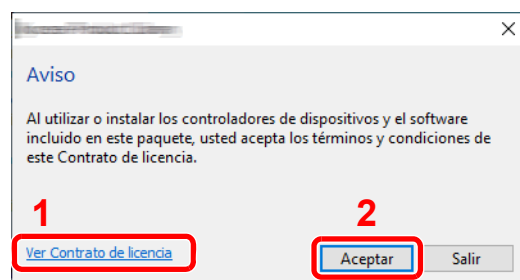 Aviso
Al utilizar o instalar los controladores de dispositivos y el software
incluido en este paquete, usted acepta los términos y condiciones de
este Contrato de licencia.
1
2
Ver Contrato de licencia
Aceptar
Salir